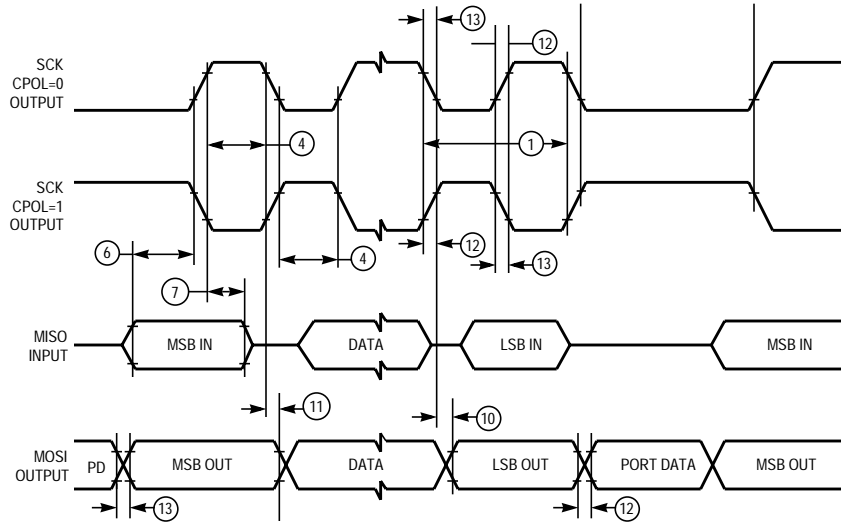 13
12
SCK
CPOL=0
OUTPUT
4
1
SCK
CPOL=1
OUTPUT
6
12
4
13
7
MISO
INPUT
MSB IN
DATA
LSB IN
MSB IN
11
10
MOSI
OUTPUT
PD
MSB OUT
DATA
LSB OUT
PORT DATA
MSB OUT
13
12